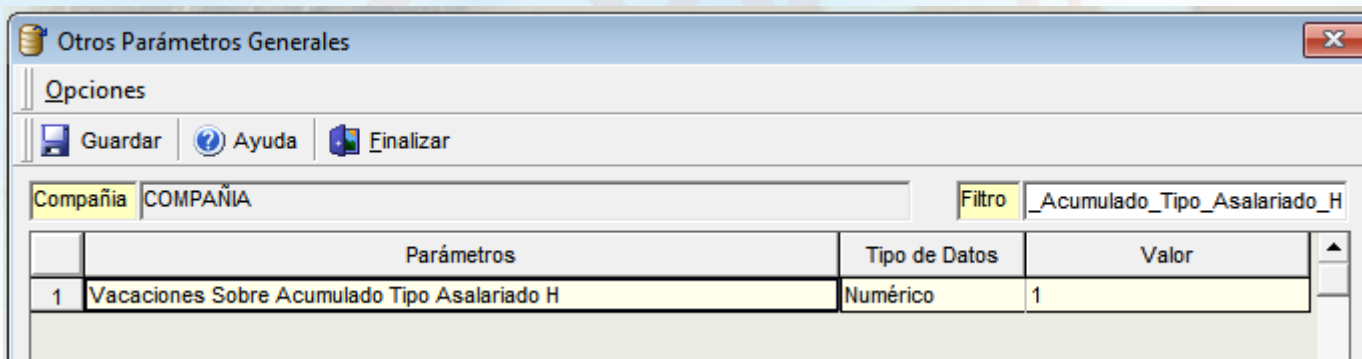 Otros Parámetros Generales
Opciones
Guardar Ayuda Finalizar
Compañia COMPAÑIA Filtro _Acumulado_Tipo_Asalariado_H
Parámetros Tipo de Datos Valor
1 Vacaciones Sobre Acumulado Tipo Asalariado H Numérico 1